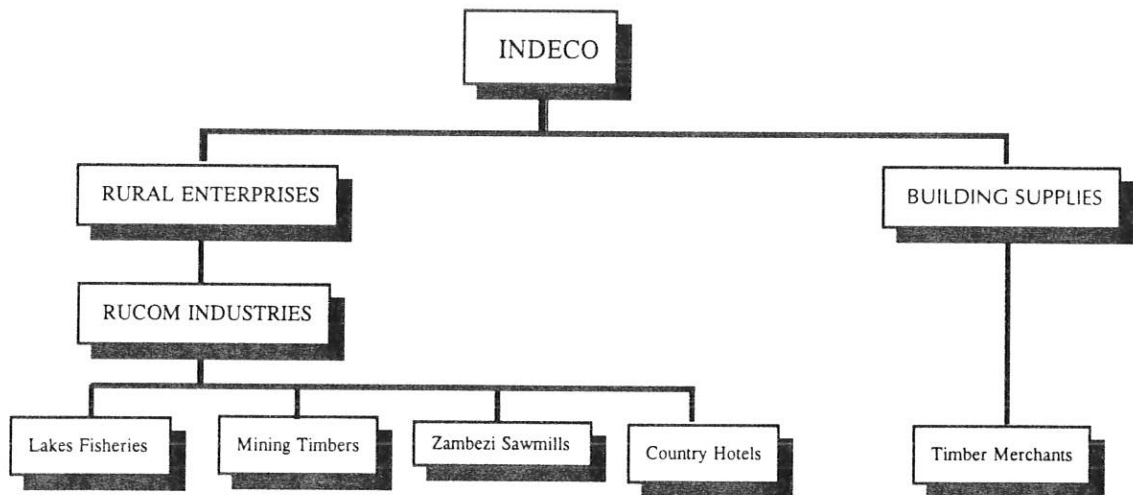 INDECO
RURAL ENTERPRISES
BUILDING SUPPLIES
RUCOM INDUSTRIES
Lakes Fisheries
Mining Timbers
Zambezi Sawmills
Country Hotels
Timber Merchants